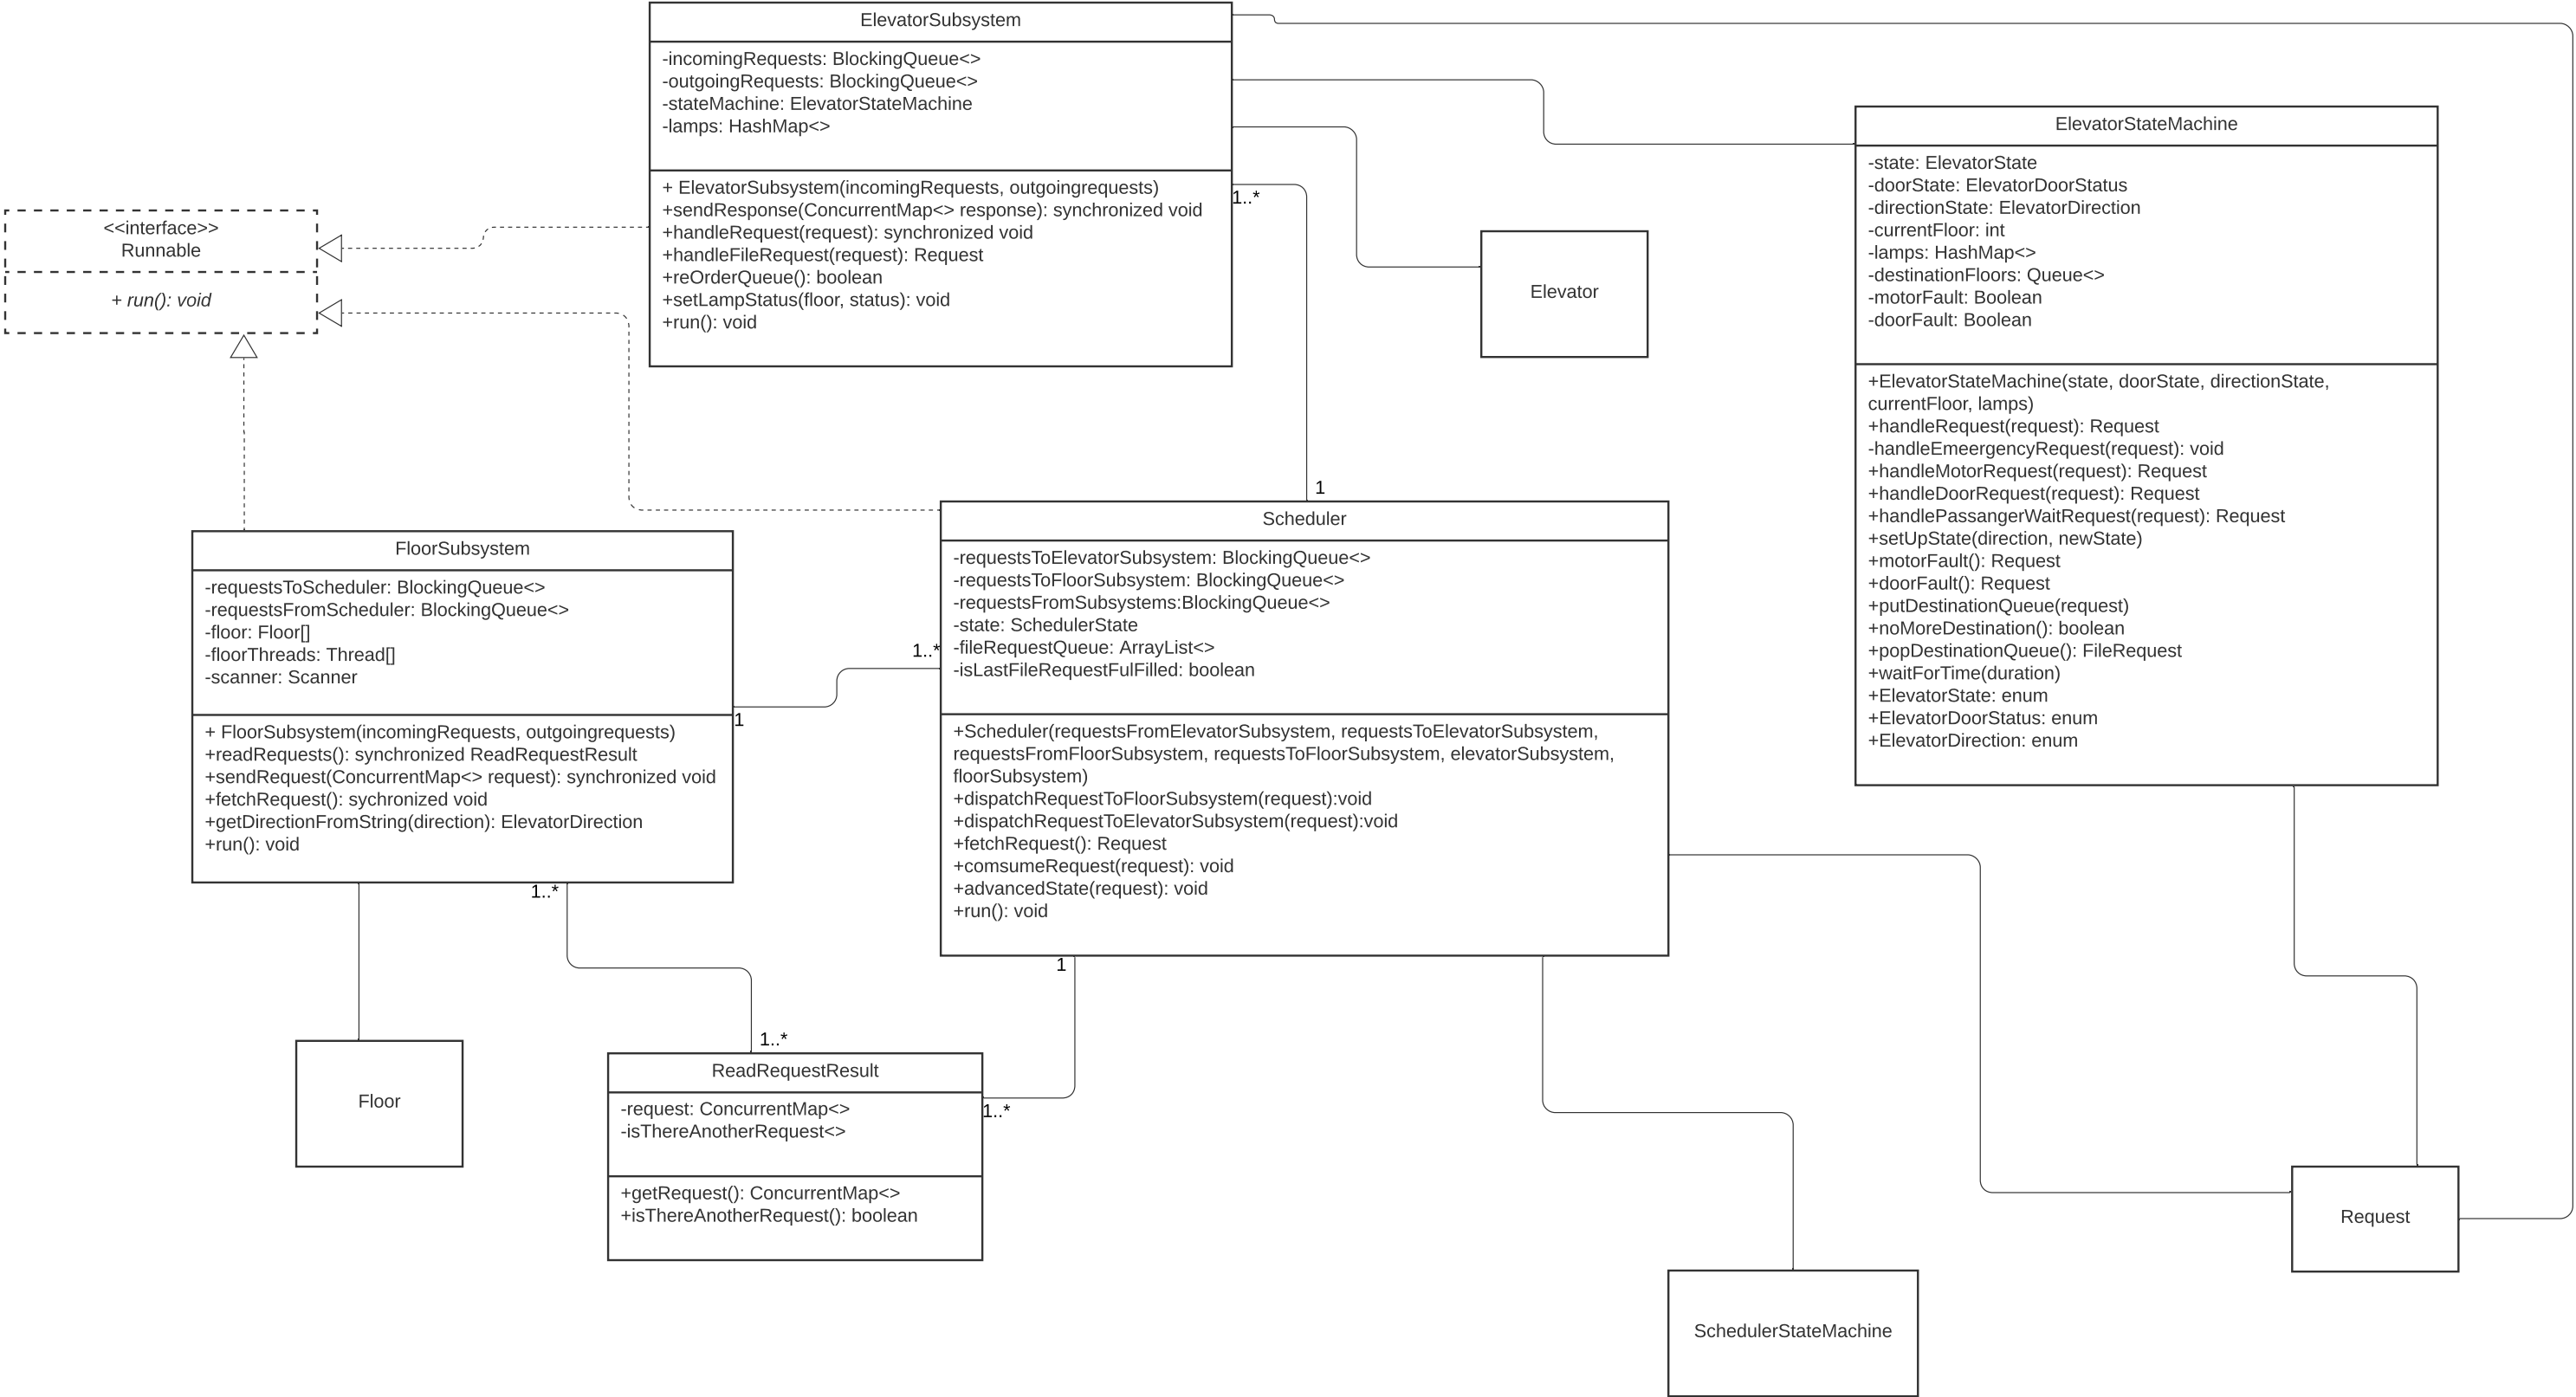 ElevatorSubsystem
-incomingRequests: BlockingQueue<>
-outgoingRequests: BlockingQueue<>
-stateMachine: ElevatorStateMachine
-lamps: HashMap<>
+ ElevatorSubsystem(incomingRequests, outgoingrequests)
+sendResponse(ConcurrentMap<> response): synchronized void
+handleRequest(request): synchronized void
+handleFileRequest(request): Request
+reOrderQueue(): boolean
+setLampStatus(floor, status): void
+run(): void
1..*
1
<<interface>>
Runnable
+ run(): void
Elevator
ElevatorStateMachine
-state: ElevatorState
-doorState: ElevatorDoorStatus
-directionState: ElevatorDirection
-currentFloor: int
-lamps: HashMap<>
-destinationFloors: Queue<>
-motorFault: Boolean
-doorFault: Boolean
+ElevatorStateMachine(state, doorState, directionState,
currentFloor, lamps)
+handleRequest(request): Request
-handleEmeergencyRequest(request): void
+handleMotorRequest(request): Request
+handleDoorRequest(request): Request
+handlePassangerWaitRequest(request): Request
+setUpState(direction, newState)
+motorFault(): Request
+doorFault(): Request
+putDestinationQueue(request)
+noMoreDestination(): boolean
+popDestinationQueue(): FileRequest
+waitForTime(duration)
+ElevatorState: enum
+ElevatorDoorStatus: enum
+ElevatorDirection: enum
FloorSubsystem
-requestsToScheduler: BlockingQueue<>
-requestsFromScheduler: BlockingQueue<>
-floor: Floor[]
-floorThreads: Thread[]
-scanner: Scanner
+ FloorSubsystem(incomingRequests, outgoingrequests)
+readRequests(): synchronized ReadRequestResult
+sendRequest(ConcurrentMap<> request): synchronized void
+fetchRequest(): sychronized void
+getDirectionFromString(direction): ElevatorDirection
+run(): void
1..*
1
Scheduler
-requestsToElevatorSubsystem: BlockingQueue<>
-requestsToFloorSubsystem: BlockingQueue<>
-requestsFromSubsystems:BlockingQueue<>
-state: SchedulerState
-fileRequestQueue: ArrayList<>
-isLastFileRequestFulFilled: boolean
+Scheduler(requestsFromElevatorSubsystem, requestsToElevatorSubsystem,
requestsFromFloorSubsystem, requestsToFloorSubsystem, elevatorSubsystem,
floorSubsystem)
+dispatchRequestToFloorSubsystem(request):void
+dispatchRequestToElevatorSubsystem(request):void
+fetchRequest(): Request
+comsumeRequest(request): void
+advancedState(request): void
+run(): void
1..*
1..*
1
1..*
Floor
ReadRequestResult
-request: ConcurrentMap<>
-isThereAnotherRequest<>
+getRequest(): ConcurrentMap<>
+isThereAnotherRequest(): boolean
Request
SchedulerStateMachine